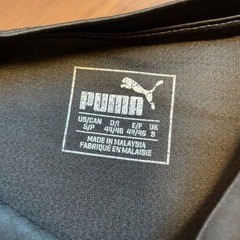 PUMA
US/CAN D/I E/F UK
S/P 44/46 44/46 S
MADE IN MALAYSIA
FABRIQUÉ EN MALAISIE